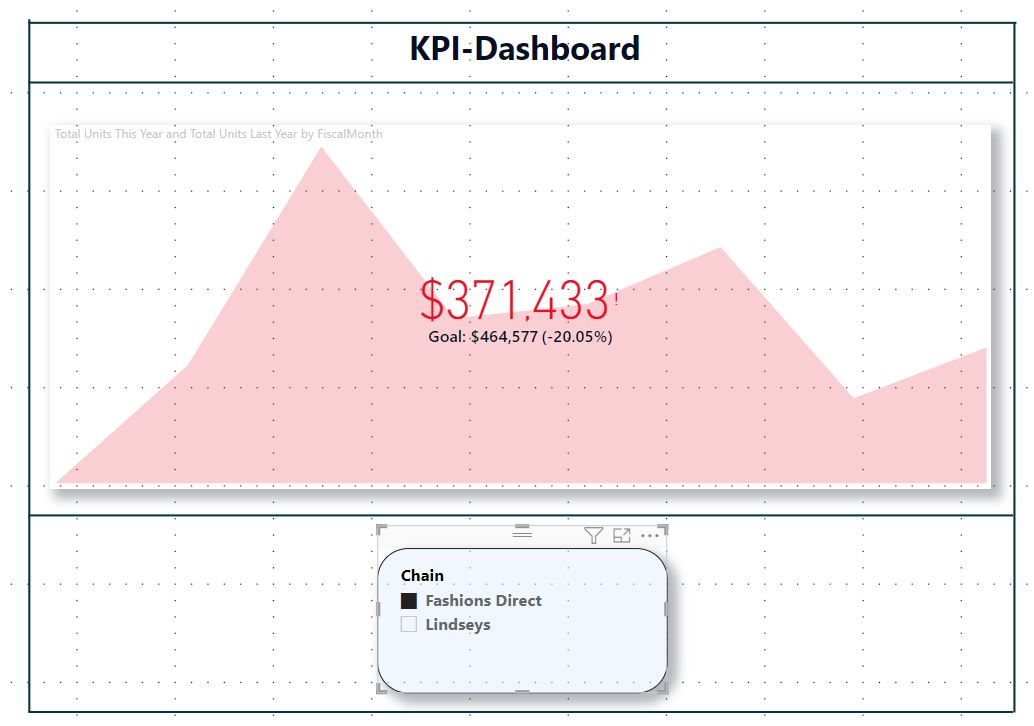 KPI-Dashboard
Total Units This Year and Total Units Last Year by FiscalMonth
$371,433!
Goal: $464,577 (-20.05%)
Chain
Fashions Direct
Lindseys